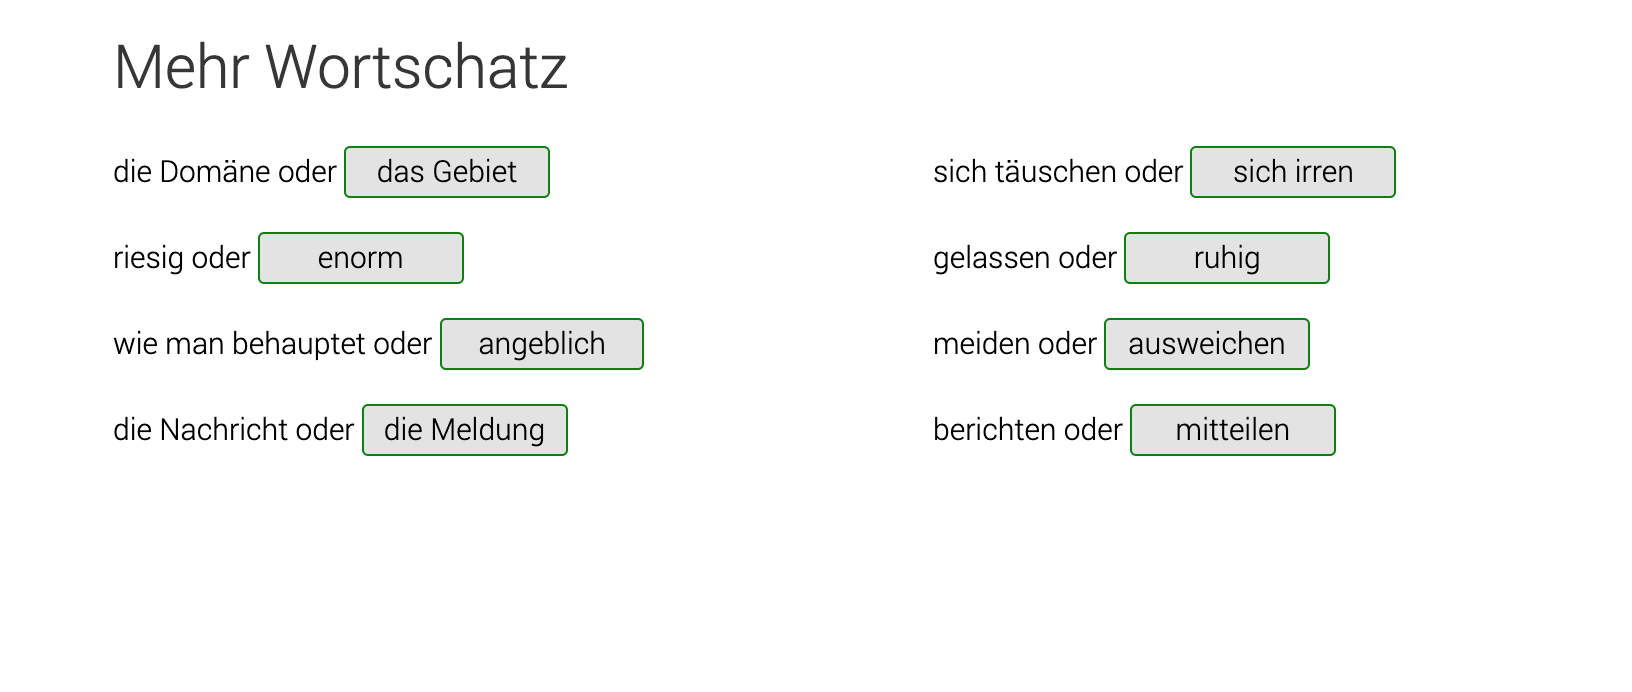 Mehr Wortschatz
die Domäne oder das Gebiet
riesig oder enorm
wie man behauptet oder angeblich
die Nachricht oder die Meldung
sich täuschen oder sich irren
gelassen oder ruhig
meiden oder ausweichen
berichten oder mitteilen